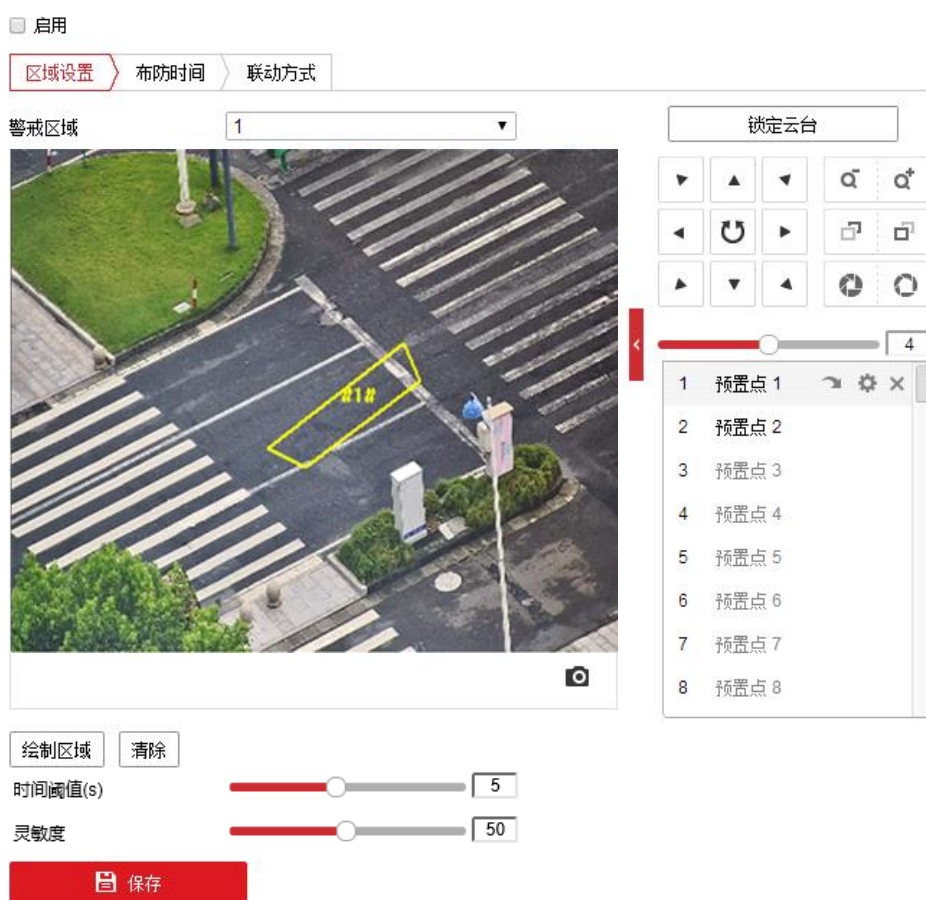 启用
区域设置 布防时间 联动方式
警戒区域 1
锁定云台
#1#
4
1 预置点 1
2 预置点 2
3 预置点 3
4 预置点 4
5 预置点 5
6 预置点 6
7 预置点 7
8 预置点 8
绘制区域 清除
时间阈值(s) 5
灵敏度 50
保存